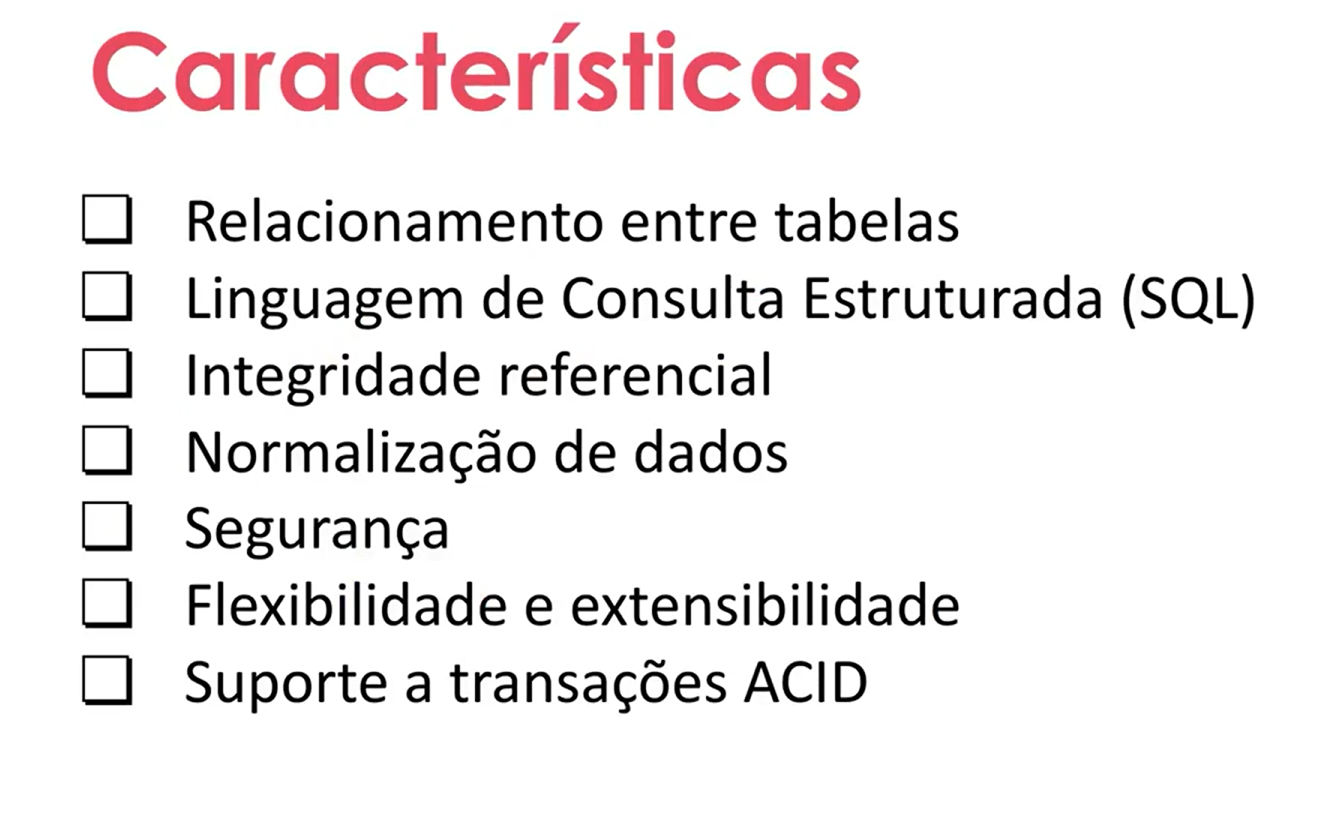 Características
❑ Relacionamento entre tabelas
❑ Linguagem de Consulta Estruturada (SQL)
❑ Integridade referencial
❑ Normalização de dados
❑ Segurança
❑ Flexibilidade e extensibilidade
❑ Suporte a transações ACID